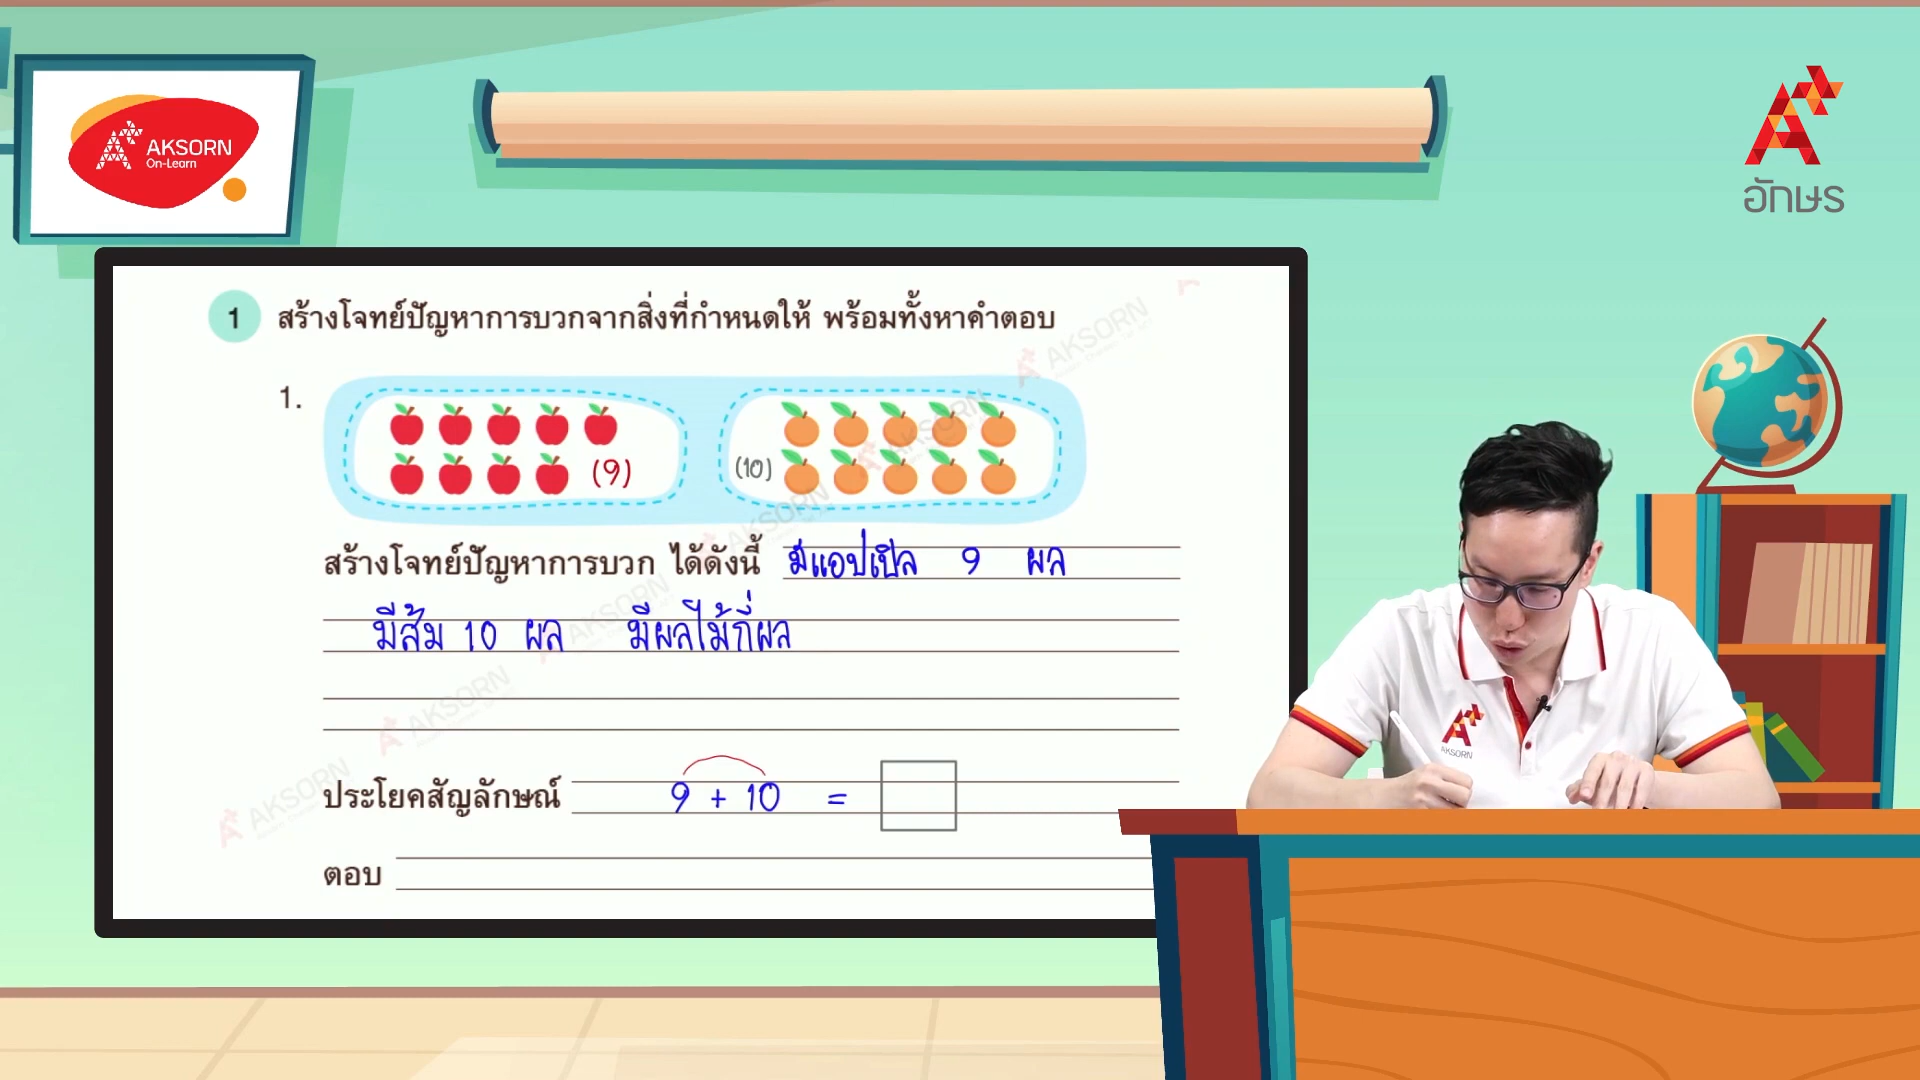 AKSORN
On-Learn
อักษร
1 สร้างโจทย์ปัญหาการบวกจากสิ่งที่กำหนดให้ พร้อมทั้งหาคำตอบ
1.
(9)
(10)
สร้างโจทย์ปัญหาการบวก ได้ดังนี้ มีแอปเปิล 9 ผล
มีส้ม 10 ผล มีผลไม้กี่ผล
ประโยคสัญลักษณ์ 9 + 10 =
ตอบ
AKSORN